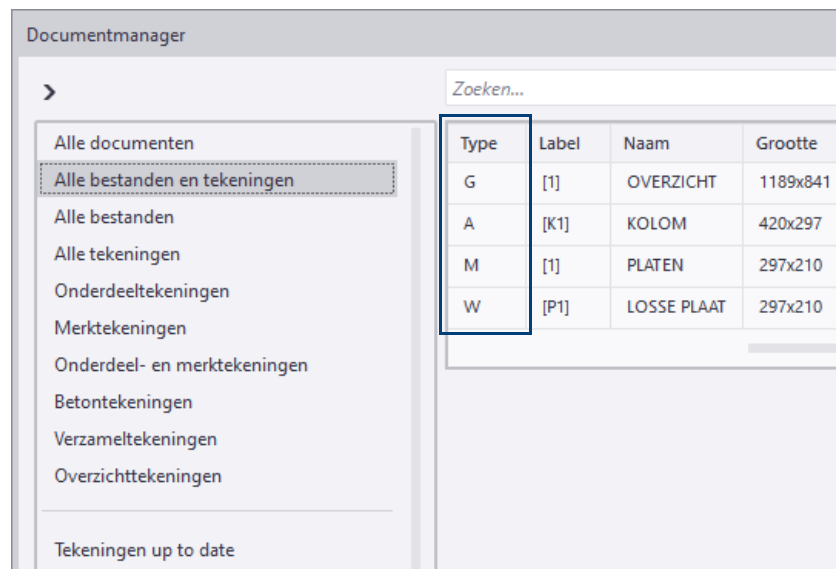 Documentmanager
Zoeken...
Alle documenten
Alle bestanden en tekeningen
Alle bestanden
Alle tekeningen
Onderdeeltekeningen
Merktekeningen
Onderdeel- en merktekeningen
Betontekeningen
Verzameltekeningen
Overzichttekeningen
Tekeningen up to date
Type Label Naam Grootte
G [1] OVERZICHT 1189x841
A [K1] KOLOM 420x297
M [1] PLATEN 297x210
W [P1] LOSSE PLAAT 297x210